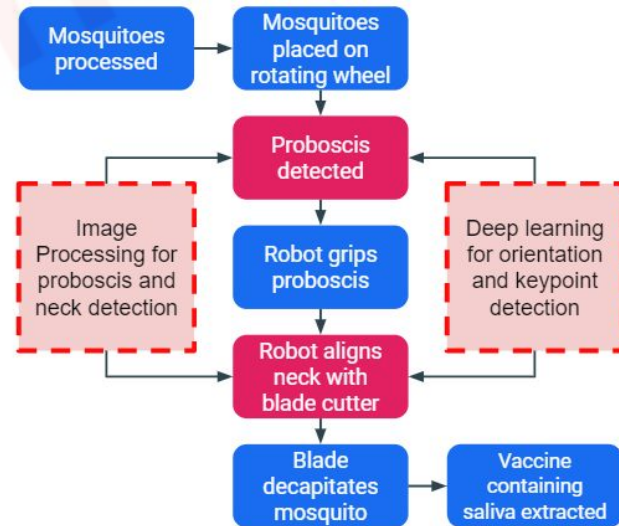 Mosquitoes
processed
Mosquitoes
placed on
rotating wheel
Proboscis
detected
Image
Processing for
proboscis and
neck detection
Deep learning
for orientation
and keypoint
detection
Robot grips
proboscis
Robot aligns
neck with
blade cutter
Blade
decapitates
mosquito
Vaccine
containing
saliva extracted